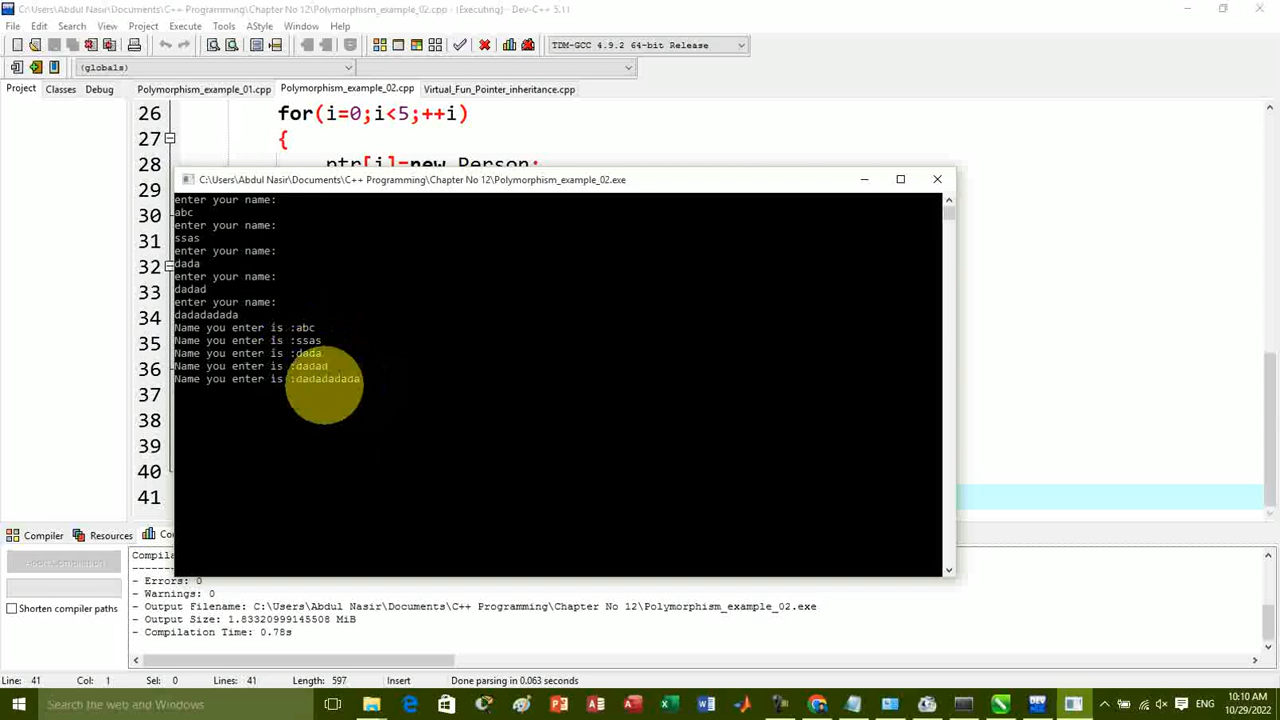 C:\Users\Abdul Nasir\Documents\C++ Programming\Chapter No 12\Polymorphism_example_02.cpp - [Executing] - Dev-C++ 5.11
File Edit Search View Project Execute Tools AStyle Window Help
TDM-GCC 4.9.2 64-bit Release
(globals)
Project Classes Debug Polymorphism_example_01.cpp Polymorphism_example_02.cpp Virtual_Fun_Pointer_inheritance.cpp
26 for(i=0;i<5;++i)
27 {
28 ptr[i]=new Person;
C:\Users\Abdul Nasir\Documents\C++ Programming\Chapter No 12\Polymorphism_example_02.exe
29
30
31
32
33
34
35
36
37
38
39
40
41
enter your name:
abc
enter your name:
ssas
enter your name:
dada
enter your name:
dadad
enter your name:
dadadadada
Name you enter is :abc
Name you enter is :ssas
Name you enter is :dada
Name you enter is :dadad
Name you enter is :dadadadada
Compiler Resources
Abort Compilation
Shorten compiler paths
- Errors: 0
- Warnings: 0
- Output Filename: C:\Users\Abdul Nasir\Documents\C++ Programming\Chapter No 12\Polymorphism_example_02.exe
- Output Size: 1.83320999145508 MiB
- Compilation Time: 0.78s
Line: 41 Col: 1 Sel: 0 Lines: 41 Length: 597 Insert Done parsing in 0.063 seconds
Search the web and Windows
ENG
10:10 AM
10/29/2022